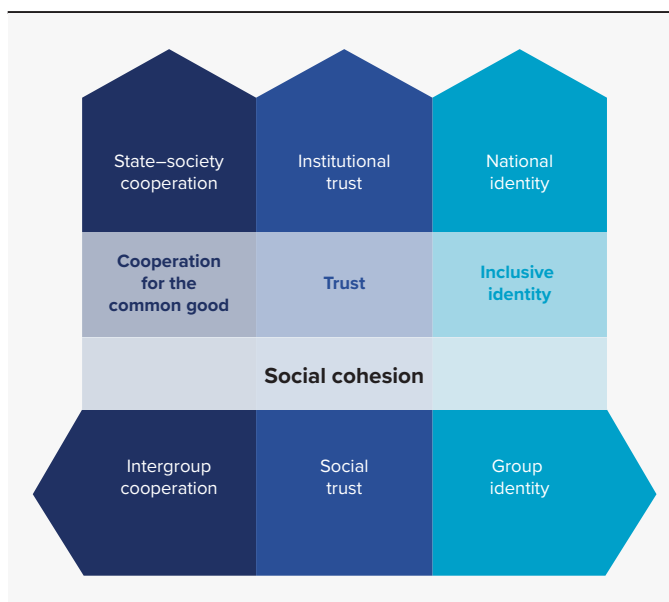 State–society
cooperation
Institutional
trust
National
identity
Cooperation
for the
common good
Trust
Inclusive
identity
Social cohesion
Intergroup
cooperation
Social
trust
Group
identity